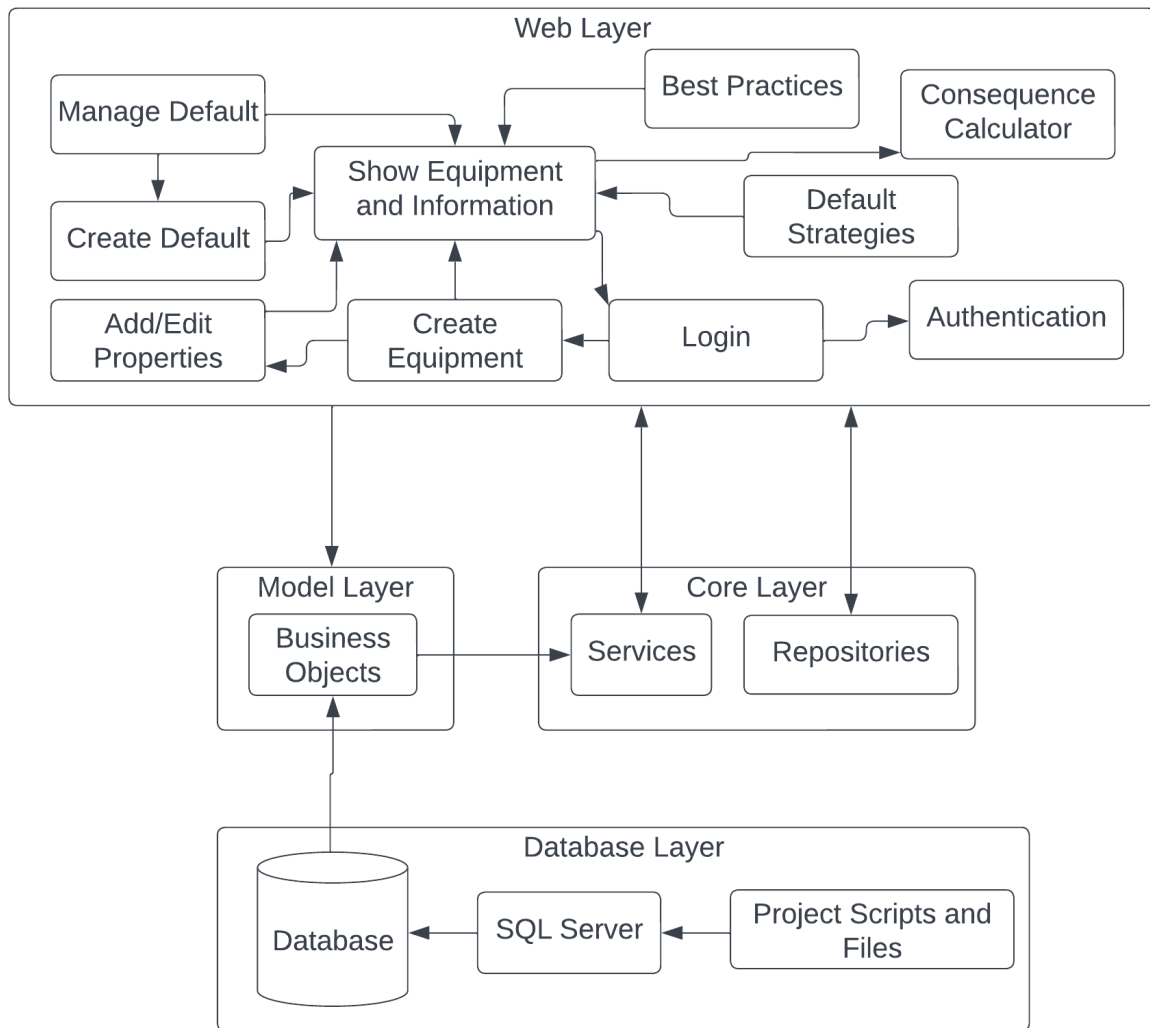 Web Layer
Manage Default
Best Practices
Consequence
Calculator
Show Equipment
and Information
Default
Strategies
Create Default
Add/Edit
Properties
Create
Equipment
Login
Authentication
Model Layer
Business
Objects
Core Layer
Services
Repositories
Database Layer
Database
SQL Server
Project Scripts and
Files